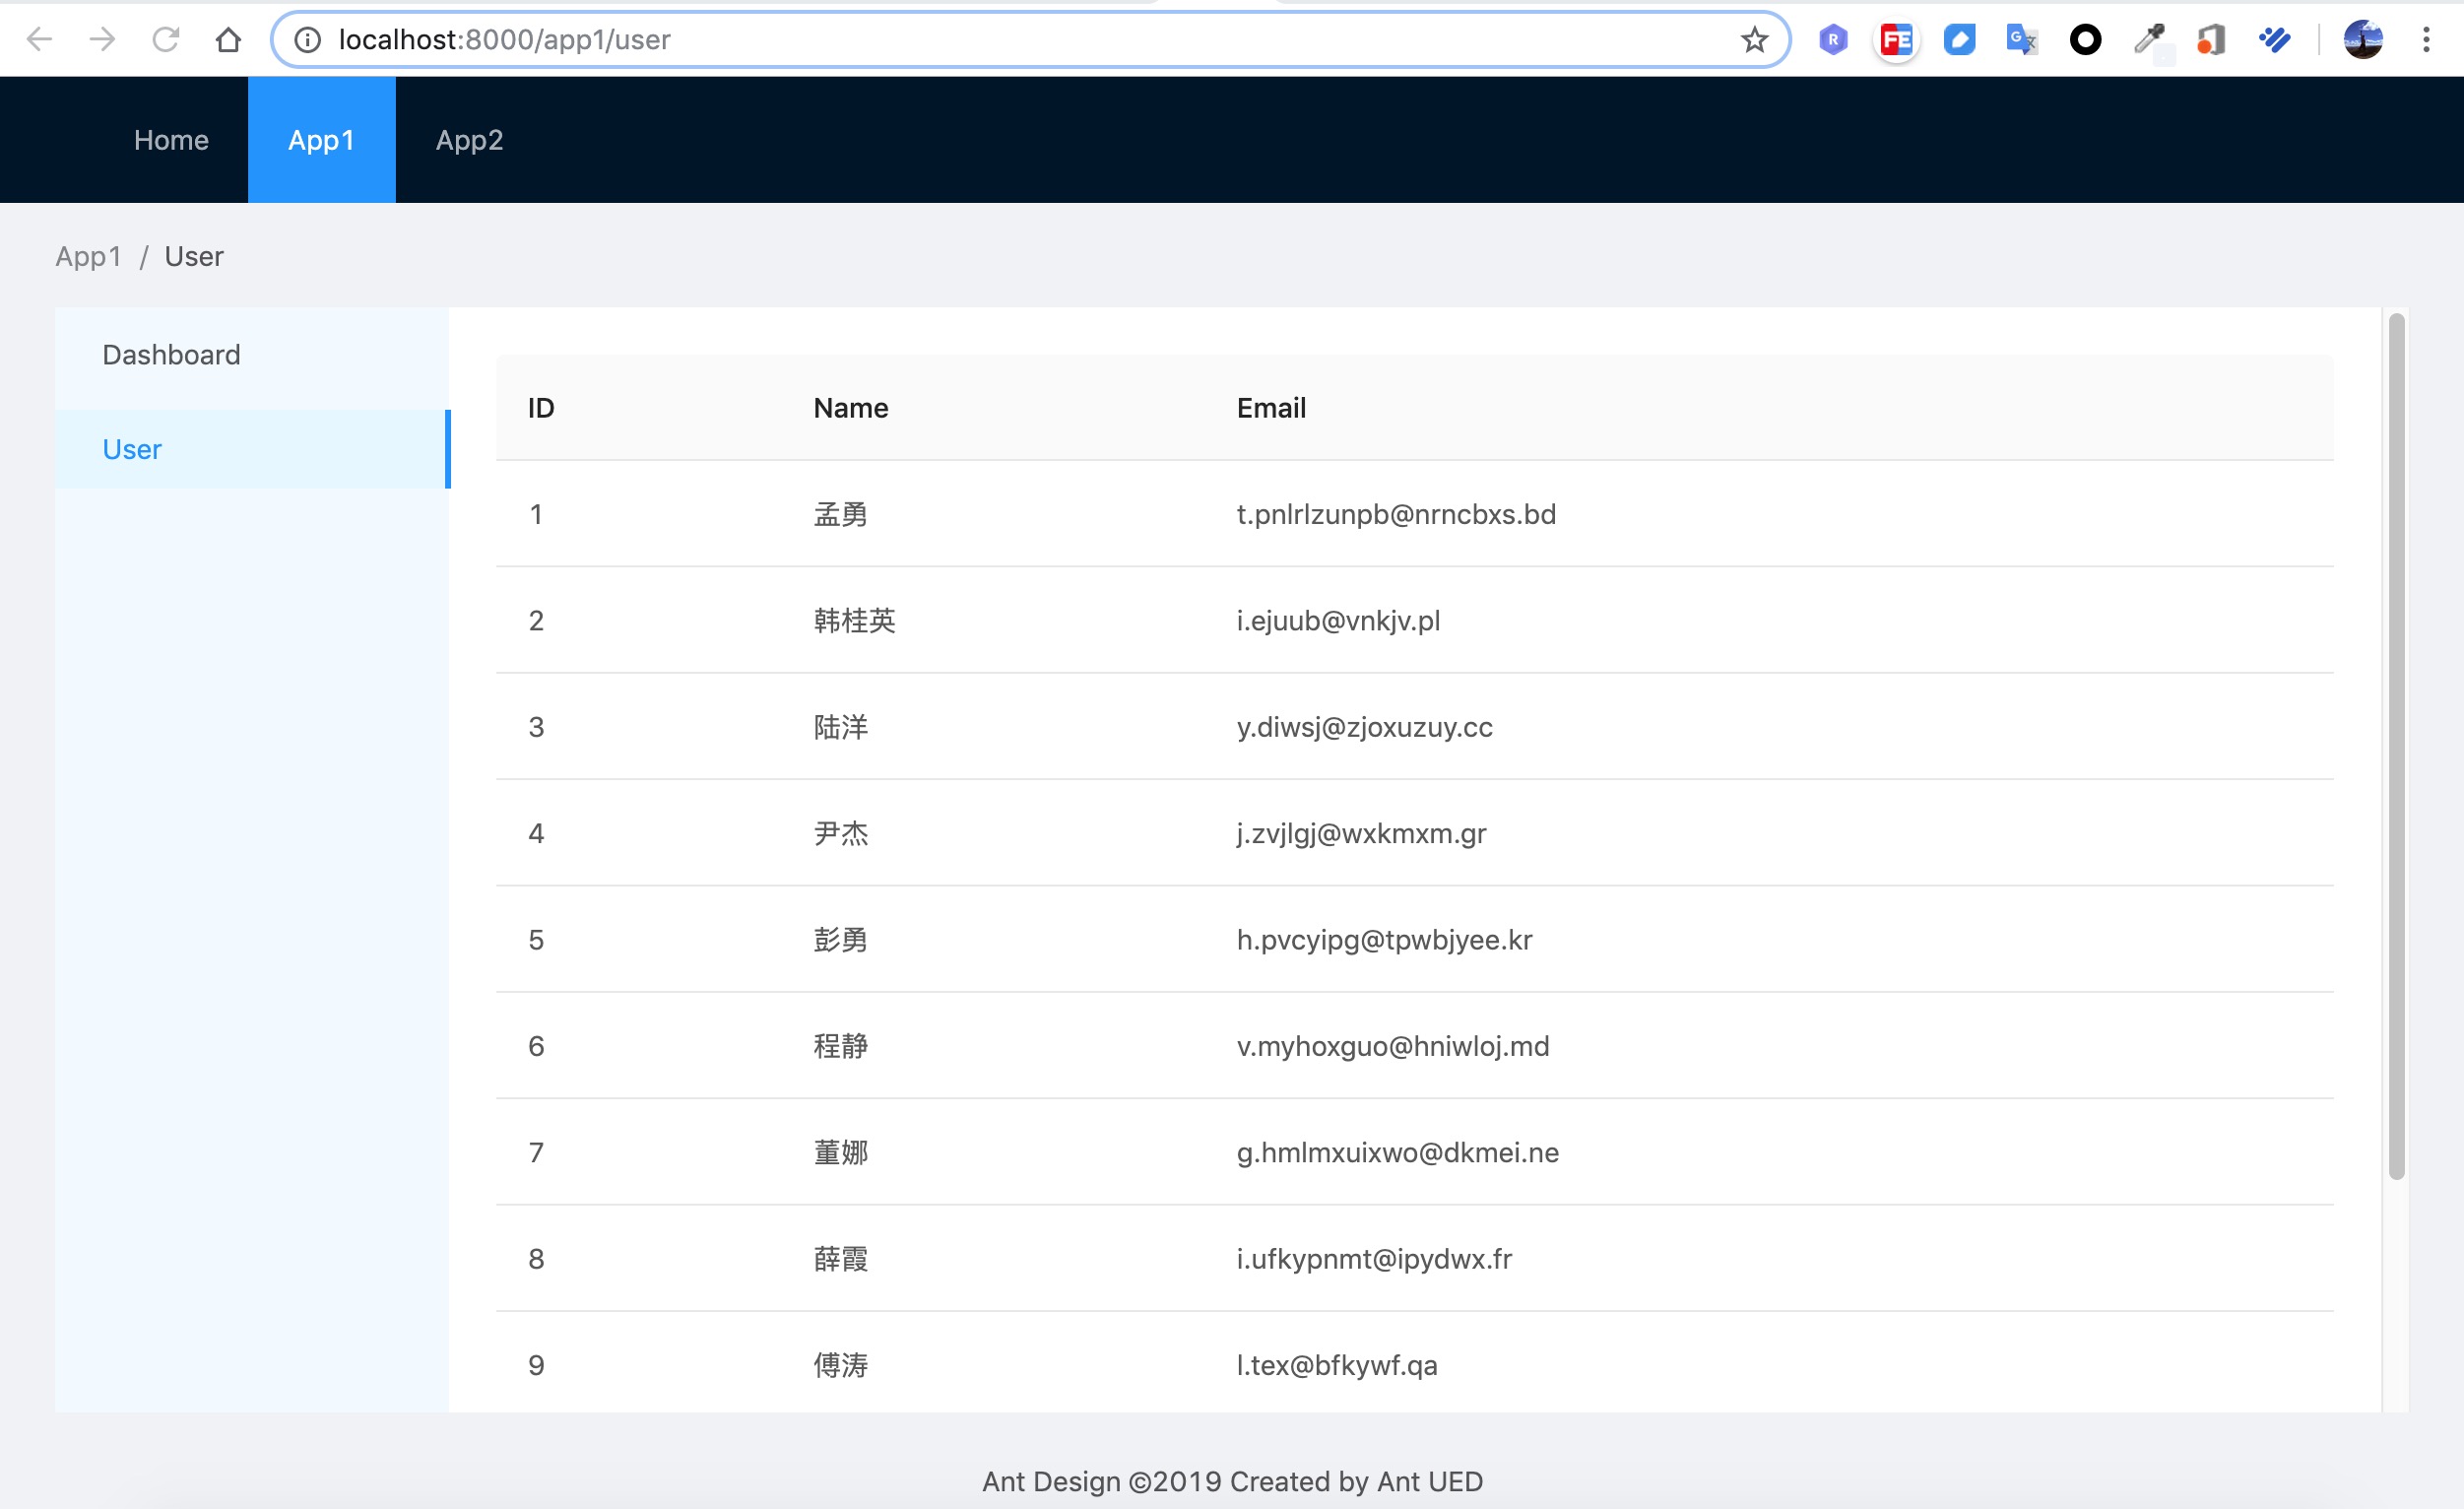 localhost:8000/app1/user
Home App1 App2
App1 / User
Dashboard
User
ID Name Email
1 孟勇 t.pnlrlzunpb@nrncbxs.bd
2 韩桂英 i.ejuub@vnkjv.pl
3 陆洋 y.diwsj@zjoxuzuy.cc
4 尹杰 j.zvjlgj@wxkmxm.gr
5 彭勇 h.pvcyipg@tpwbjyee.kr
6 程静 v.myhoxguo@hniwloj.md
7 董娜 g.hmlmxuixwo@dkmei.ne
8 薛霞 i.ufkypnmt@ipydwx.fr
9 傅涛 l.tex@bfkywf.qa
Ant Design ©2019 Created by Ant UED